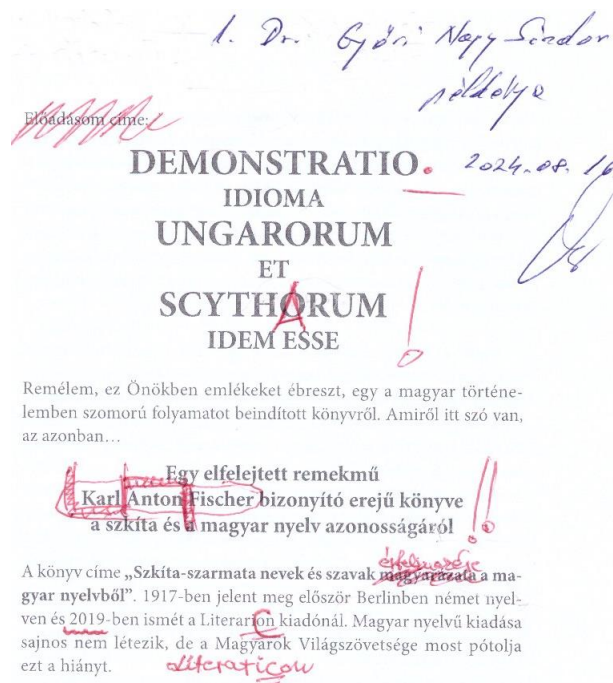 1. Dr. Győri Nagy Sándor
példánya
Előadásom címe:
DEMONSTRATIO.
2024.08.16
IDIOMA
UNGARORUM
ET
SCYTHARUM !
IDEM ESSE
Remélem, ez Önökben emlékeket ébreszt, egy a magyar történe-
lemben szomorú folyamatot beindított könyvről. Amiről itt szó van,
az azonban…
Egy elfelejtett remekmű
Karl Anton Fischer bizonyító erejű könyve !!
a szkíta és a magyar nyelv azonosságáról
A könyv címe „Szkíta-szarmata nevek és szavak magyarázata a ma-
gyar nyelvből”. 1917-ben jelent meg először Berlinben német nyel-
ven és 2019-ben ismét a Literarion kiadónál. Magyar nyelvű kiadása
sajnos nem létezik, de a Magyarok Világszövetsége most pótolja
ezt a hiányt.